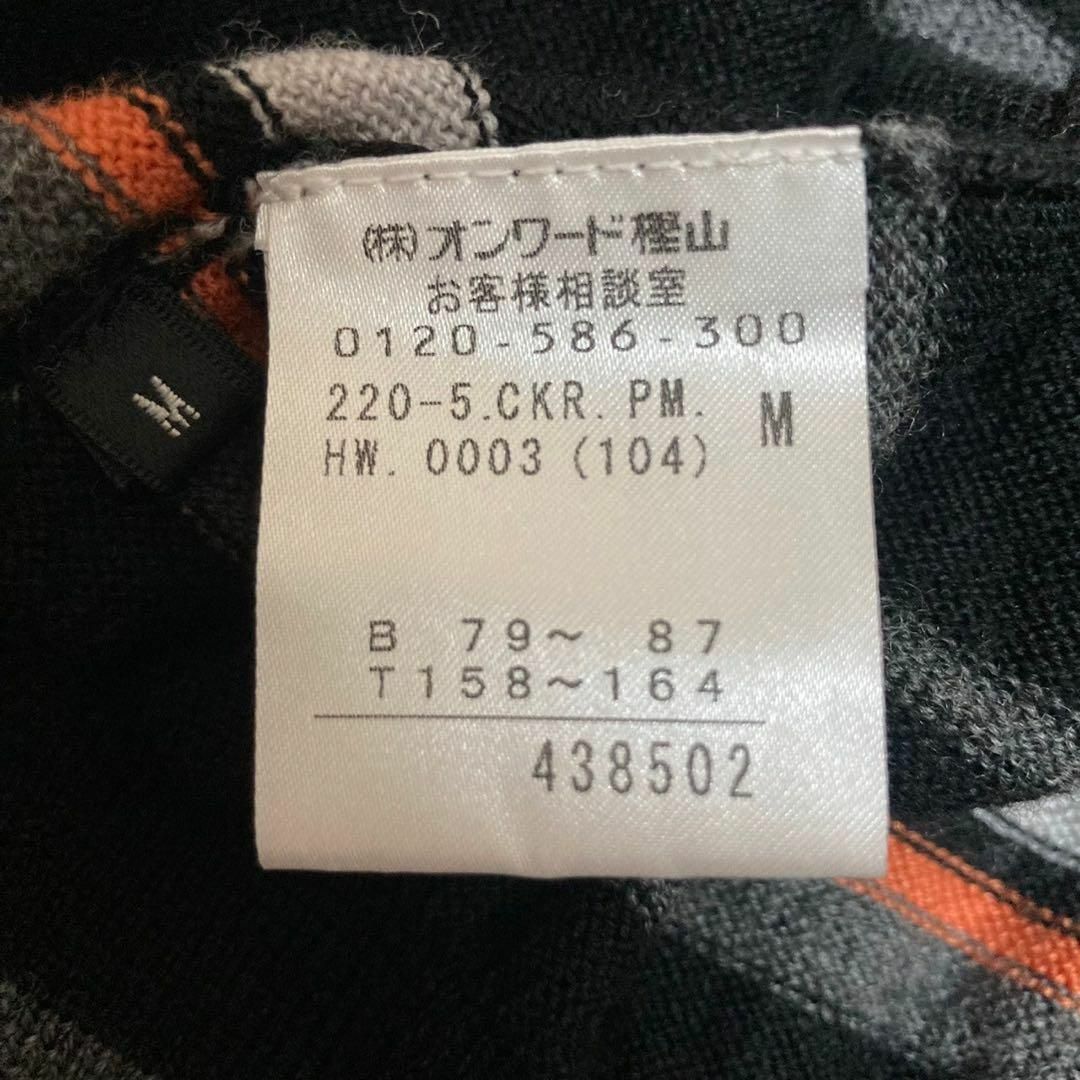 (株)オンワード樫山
お客様相談室
0120-586-300
220-5.CKR.PM. M
HW.0003(104)
B 79~ 87
T158~164
438502
M